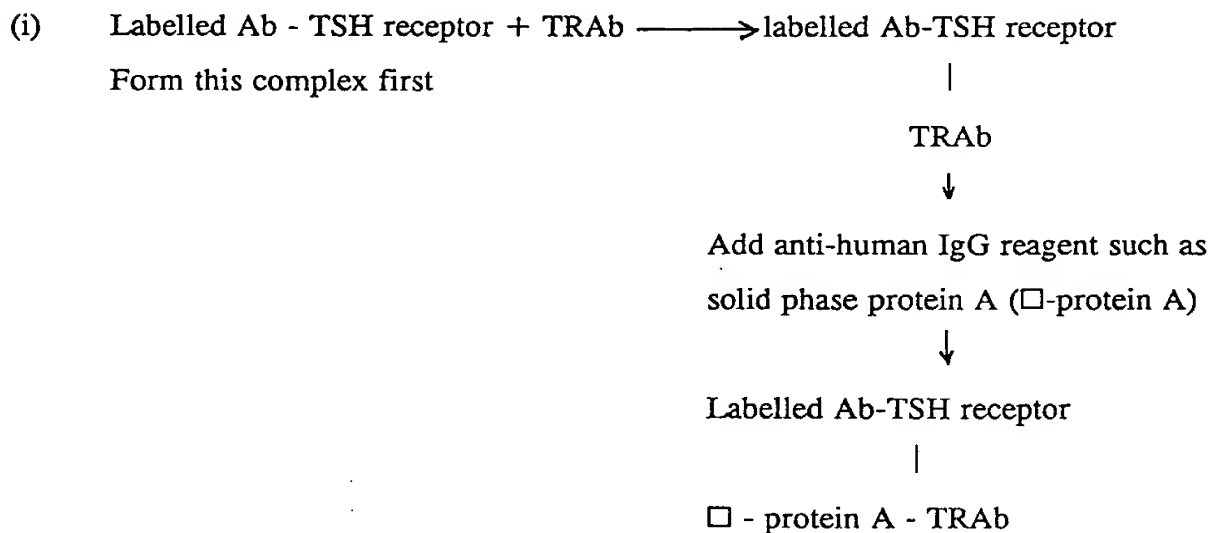 (i) Labelled Ab - TSH receptor + TRAb ⟶ labelled Ab-TSH receptor
Form this complex first |
TRAb
↓
Add anti-human IgG reagent such as
solid phase protein A (□-protein A)
↓
Labelled Ab-TSH receptor
|
□ - protein A - TRAb